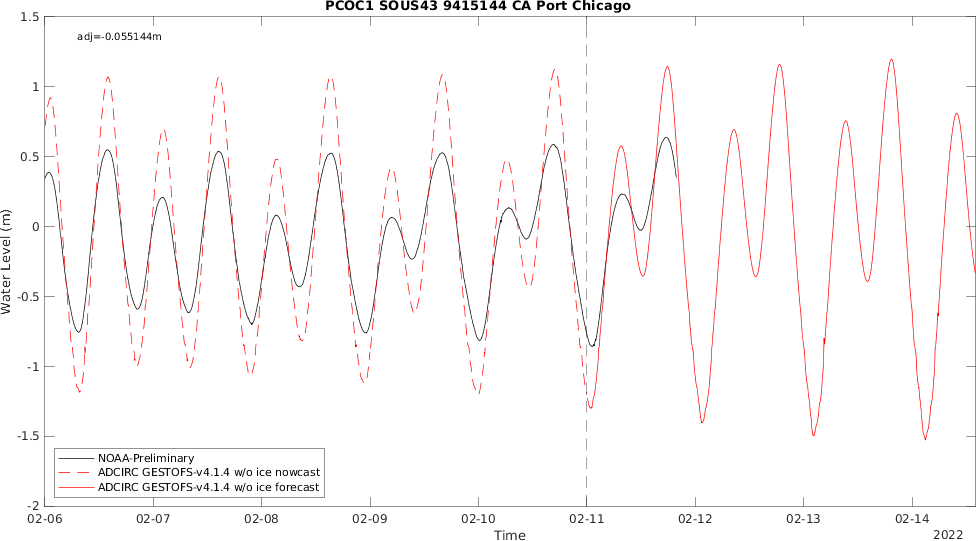 PCOC1 SOUS43 9415144 CA Port Chicago
adj=-0.055144m
1.5
1
0.5
0
-0.5
-1
-1.5
-2
Water Level (m)
NOAA-Preliminary
ADCIRC GESTOFS-v4.1.4 w/o ice nowcast
ADCIRC GESTOFS-v4.1.4 w/o ice forecast
02-06 02-07 02-08 02-09 02-10 02-11 02-12 02-13 02-14
Time
2022